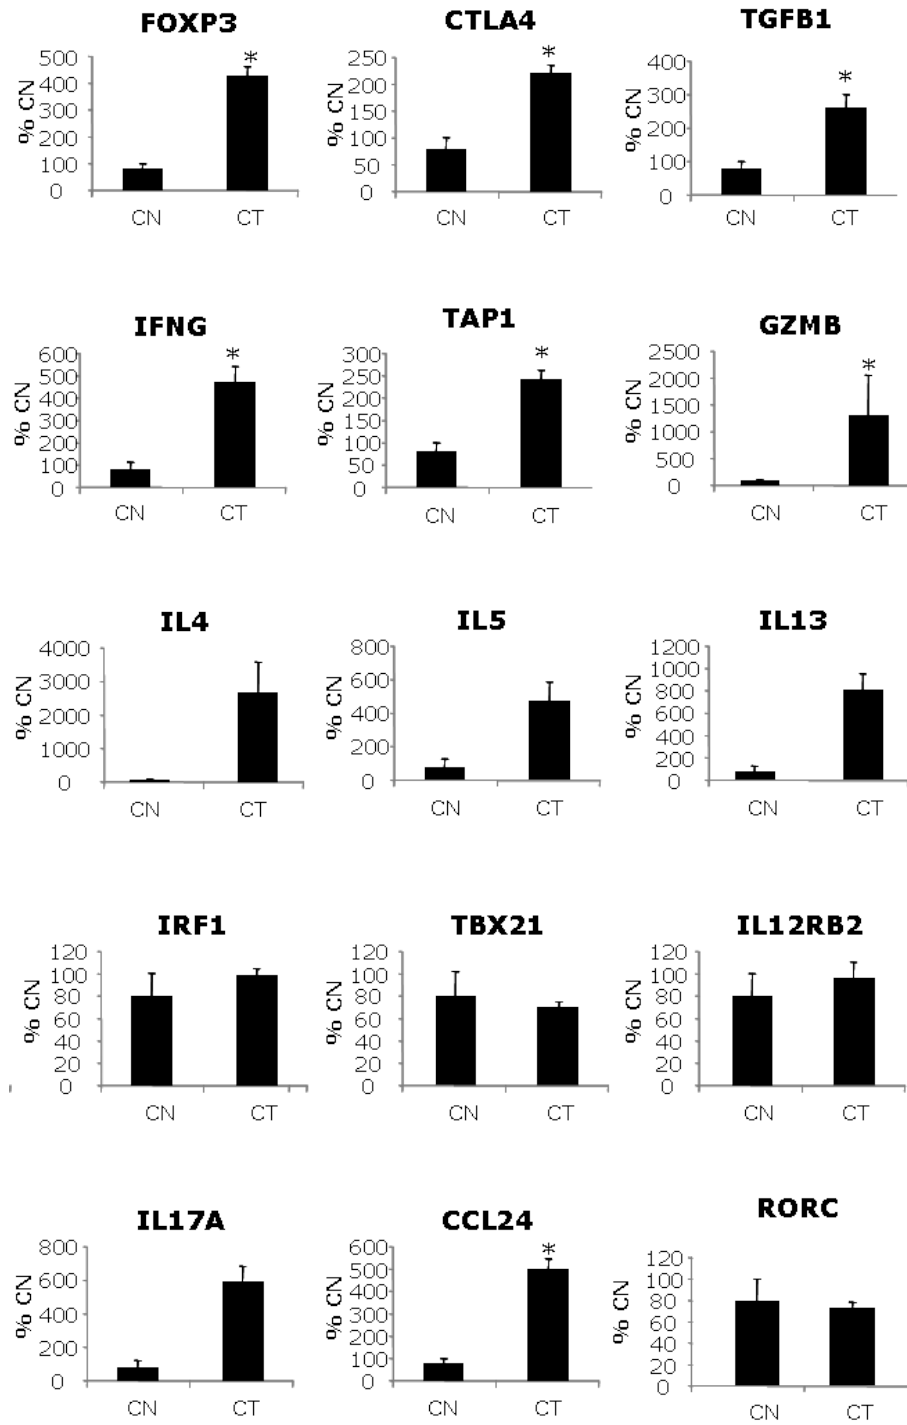 FOXP3
500
400
300
200
100
0
% CN
*
CN
CT
CTLA4
250
200
150
100
50
0
% CN
*
CN
CT
TGFB1
400
300
200
100
0
% CN
*
CN
CT
IFNG
600
500
400
300
200
100
0
% CN
*
CN
CT
TAP1
300
250
200
150
100
50
0
% CN
*
CN
CT
GZMB
2500
2000
1500
1000
500
0
% CN
*
CN
CT
IL4
4000
3000
2000
1000
0
% CN
CN
CT
IL5
800
600
400
200
0
% CN
CN
CT
IL13
1200
1000
800
600
400
200
0
% CN
CN
CT
IRF1
120
100
80
60
40
20
0
% CN
CN
CT
TBX21
120
100
80
60
40
20
0
% CN
CN
CT
IL12RB2
120
100
80
60
40
20
0
% CN
CN
CT
IL17A
800
600
400
200
0
% CN
CN
CT
CCL24
600
500
400
300
200
100
0
% CN
*
CN
CT
RORC
120
100
80
60
40
20
0
% CN
CN
CT